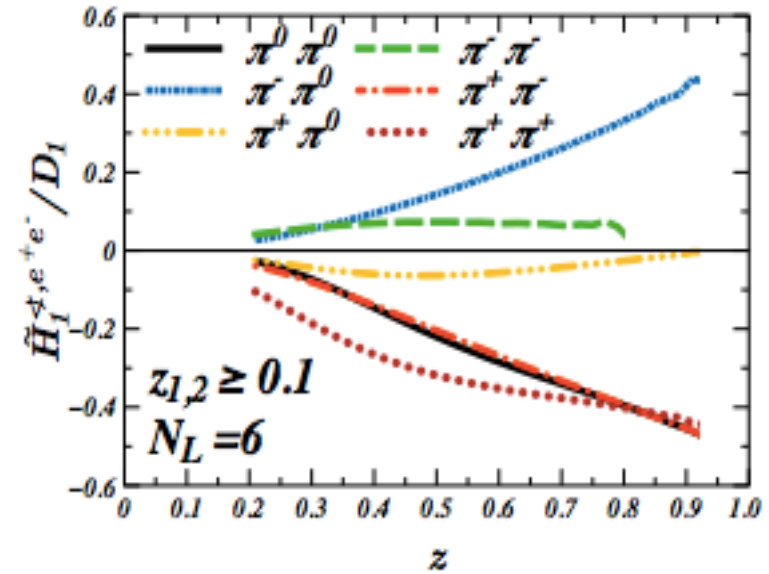 0.6
0.4
0.2
0
−0.2
−0.4
−0.6
H̃₁^∢,e⁺e⁻ / D₁
π⁰ π⁰
π⁻ π⁻
π⁻ π⁰
π⁺ π⁻
π⁺ π⁰
π⁺ π⁺
z₁,₂ ≥ 0.1
N_L =6
0 0.1 0.2 0.3 0.4 0.5 0.6 0.7 0.8 0.9 1.0
z